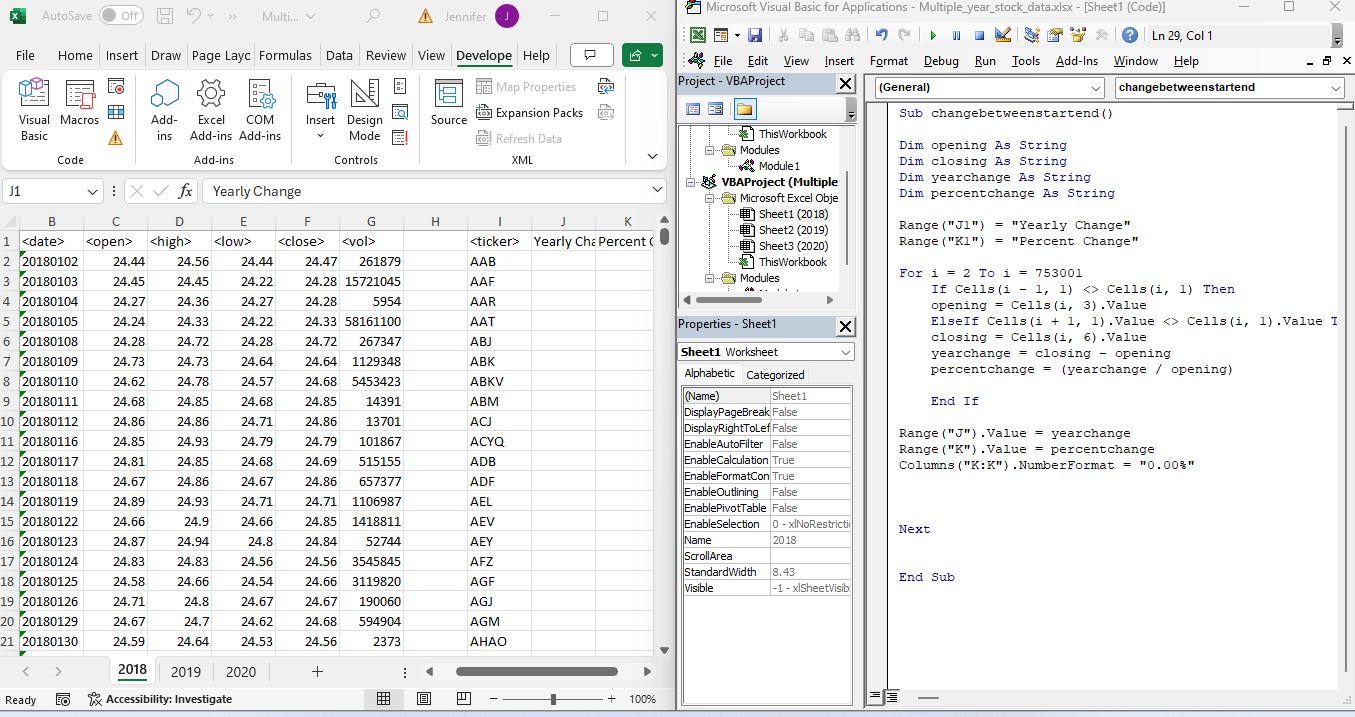 AutoSave Off » Multi... Jennifer J
File Home Insert Draw Page Layc Formulas Data Review View Develope Help
Visual Basic
Macros
Code
Add-ins
Excel Add-ins
COM Add-ins
Add-ins
Insert
Design Mode
Controls
Source
Map Properties
Expansion Packs
Refresh Data
XML
J1 fx Yearly Change
B C D E F G H I J K
1 <date> <open> <high> <low> <close> <vol> <ticker> Yearly Cha Percent C
2 20180102 24.44 24.56 24.44 24.47 261879 AAB
3 20180103 24.45 24.45 24.22 24.28 15721045 AAF
4 20180104 24.27 24.36 24.27 24.28 5954 AAR
5 20180105 24.24 24.33 24.22 24.33 58161100 AAT
6 20180108 24.28 24.72 24.28 24.72 267347 ABJ
7 20180109 24.73 24.73 24.64 24.64 1129348 ABK
8 20180110 24.62 24.78 24.57 24.68 5453423 ABKV
9 20180111 24.68 24.85 24.68 24.85 14391 ABM
10 20180112 24.86 24.86 24.71 24.86 13701 ACJ
11 20180116 24.85 24.93 24.79 24.79 101867 ACYQ
12 20180117 24.81 24.85 24.68 24.69 515155 ADB
13 20180118 24.67 24.86 24.67 24.86 657377 ADF
14 20180119 24.89 24.93 24.71 24.71 1106987 AEL
15 20180122 24.66 24.9 24.66 24.85 1418811 AEV
16 20180123 24.87 24.94 24.8 24.84 52744 AEY
17 20180124 24.83 24.83 24.56 24.56 3545845 AFZ
18 20180125 24.58 24.66 24.54 24.66 3119820 AGF
19 20180126 24.71 24.8 24.67 24.67 190060 AGJ
20 20180129 24.67 24.7 24.62 24.68 594904 AGM
21 20180130 24.59 24.64 24.53 24.56 2373 AHAO
2018 2019 2020 +
Ready Accessibility: Investigate 100%
Microsoft Visual Basic for Applications - Multiple_year_stock_data.xlsx - [Sheet1 (Code)]
Ln 29, Col 1
File Edit View Insert Format Debug Run Tools Add-Ins Window Help
Project - VBAProject
ThisWorkbook
Modules
Module1
VBAProject (Multiple
Microsoft Excel Obje
Sheet1 (2018)
Sheet2 (2019)
Sheet3 (2020)
ThisWorkbook
Modules
Properties - Sheet1
Sheet1 Worksheet
Alphabetic Categorized
(Name) Sheet1
DisplayPageBreak False
DisplayRightToLef False
EnableAutoFilter False
EnableCalculation True
EnableFormatCon True
EnableOutlining False
EnablePivotTable False
EnableSelection 0 - xlNoRestricti
Name 2018
ScrollArea
StandardWidth 8.43
Visible -1 - xlSheetVisib
(General) changebetweenstartend
Sub changebetweenstartend()
Dim opening As String
Dim closing As String
Dim yearchange As String
Dim percentchange As String
Range("J1") = "Yearly Change"
Range("K1") = "Percent Change"
For i = 2 To i = 753001
If Cells(i - 1, 1) <> Cells(i, 1) Then
opening = Cells(i, 3).Value
ElseIf Cells(i + 1, 1).Value <> Cells(i, 1).Value T
closing = Cells(i, 6).Value
yearchange = closing - opening
percentchange = (yearchange / opening)
End If
Range("J").Value = yearchange
Range("K").Value = percentchange
Columns("K:K").NumberFormat = "0.00%"
Next
End Sub